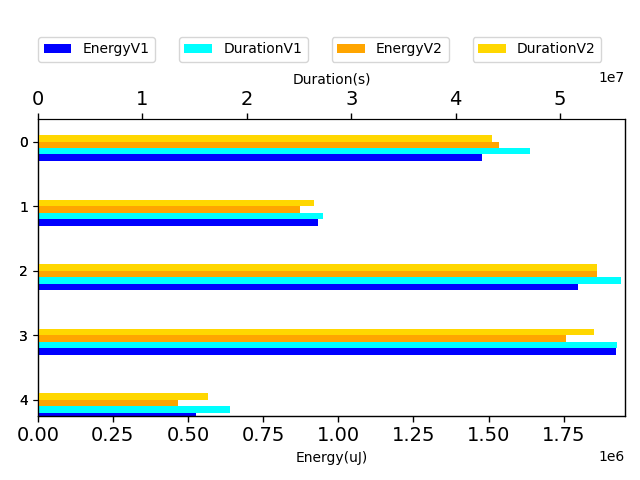 EnergyV1 DurationV1 EnergyV2 DurationV2
Duration(s) 1e7
0 1 2 3 4 5
0
1
2
3
4
0.00 0.25 0.50 0.75 1.00 1.25 1.50 1.75
Energy(uJ) 1e6